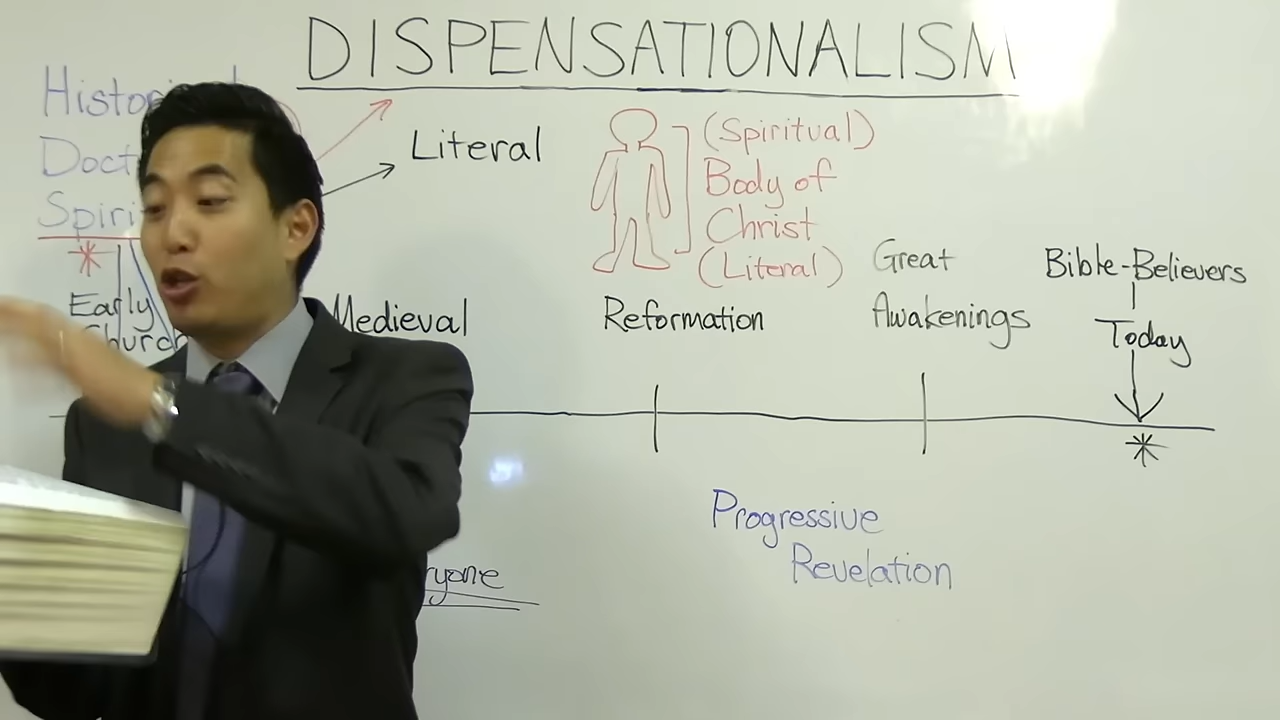 DISPENSATIONALISM
Literal
(Spiritual)
Body of
Christ
(Literal)
Early
Medieval
Reformation
Great
Awakenings
Bible-Believers
Today
Progressive
Revelation